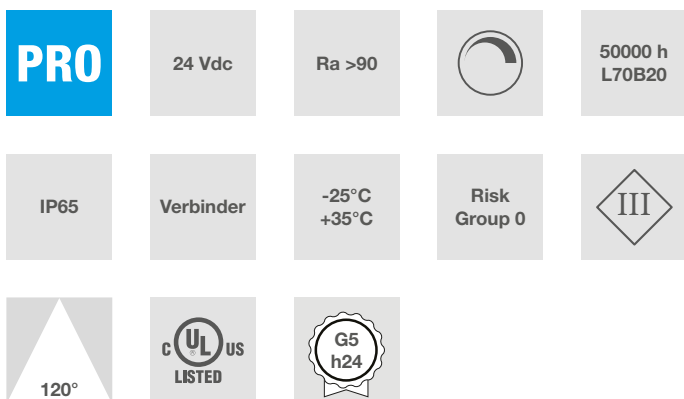 PRO
24 Vdc
Ra >90
50000 h
L70B20
IP65
Verbinder
-25°C
+35°C
Risk
Group 0
III
120°
C UL US
®
LISTED
G5
h24